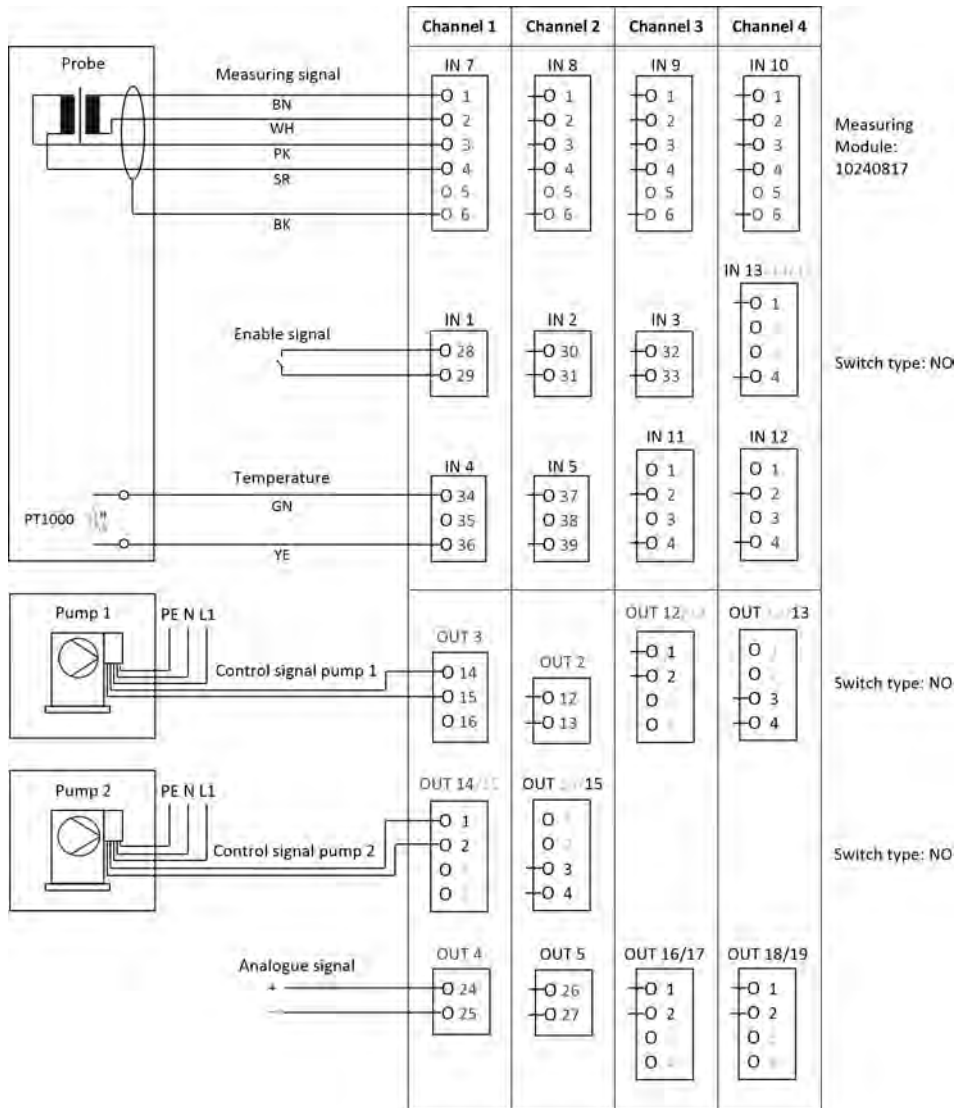 Channel 1 Channel 2 Channel 3 Channel 4
Probe
Measuring signal
IN 7 IN 8 IN 9 IN 10
BN
WH
PK
SR
BK
1 1 1 1
2 2 2 2
3 3 3 3
4 4 4 4
5 5 5 5
6 6 6 6
Measuring
Module:
10240817
IN 13
1
4
Enable signal
IN 1 IN 2 IN 3
28 30 32
29 31 33
Switch type: NO
IN 11 IN 12
1 1
2 2
3 3
4 4
Temperature
GN
YE
PT1000
IN 4 IN 5
34 37
35 38
36 39
Pump 1 PE N L1
Control signal pump 1
OUT 3 OUT 2 OUT 12 OUT 13
14 12 1 3
15 13 2 4
16
Switch type: NO
Pump 2 PE N L1
Control signal pump 2
OUT 14 OUT 15
1 3
2 4
Switch type: NO
Analogue signal
+
-
OUT 4 OUT 5 OUT 16/17 OUT 18/19
24 26 1 1
25 27 2 2